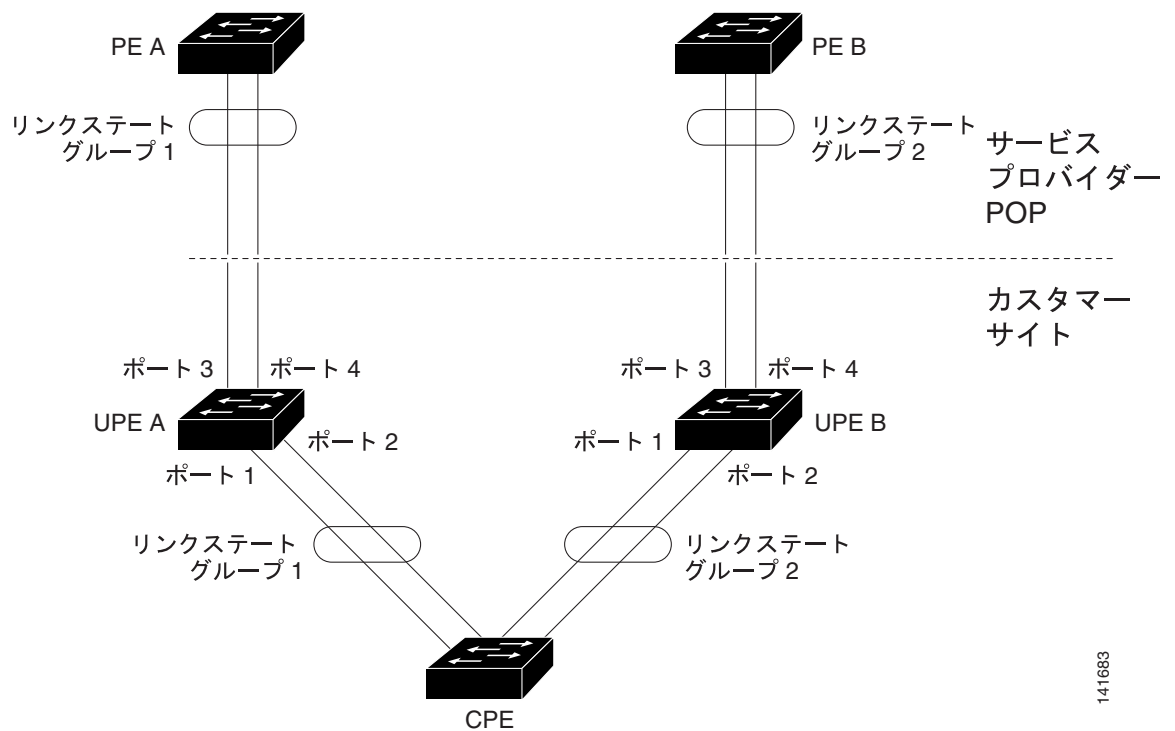 PE A
PE B
リンクステート
グループ 1
リンクステート
グループ 2
サービス
プロバイダー
POP
カスタマー
サイト
ポート 3
ポート 4
ポート 3
ポート 4
UPE A
UPE B
ポート 2
ポート 1
ポート 1
ポート 2
リンクステート
グループ 1
リンクステート
グループ 2
CPE
141683